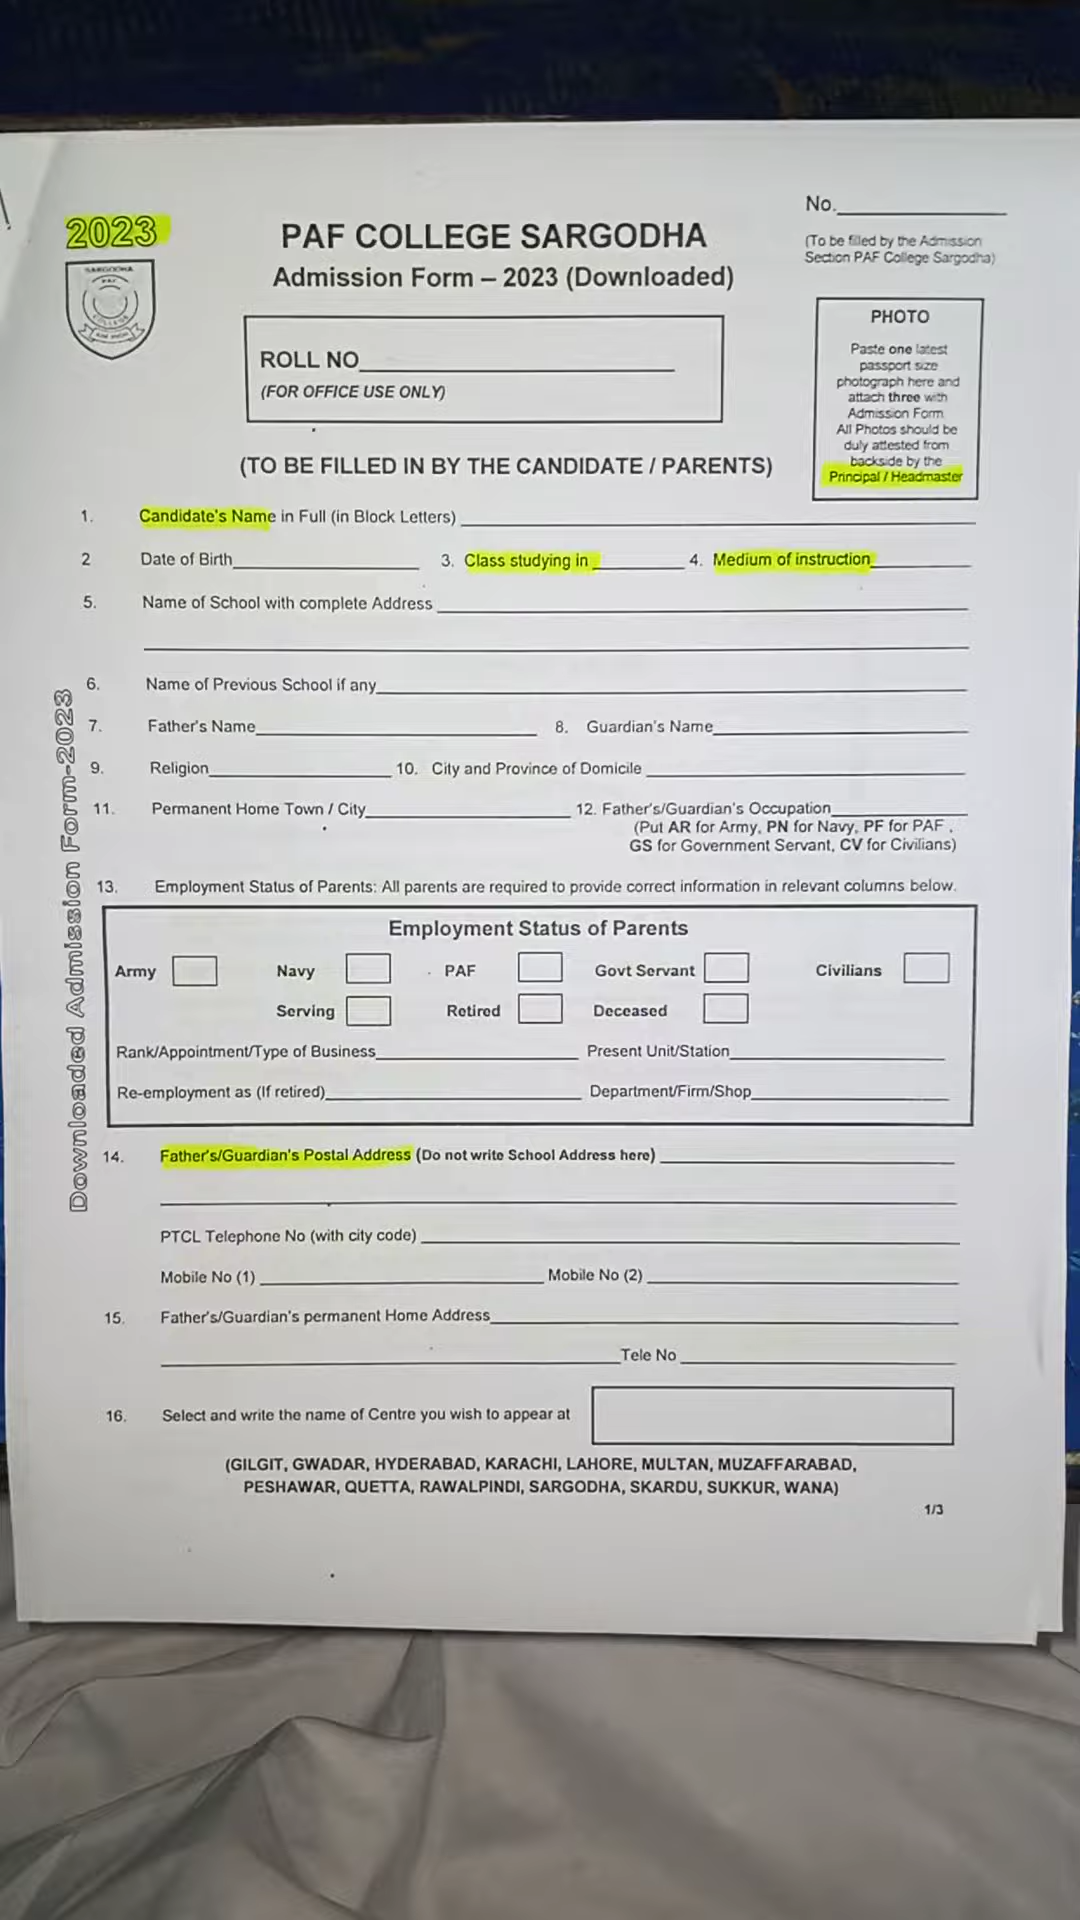 No.
2023
PAF COLLEGE SARGODHA
(To be filled by the Admission
Section PAF College Sargodha)
Admission Form – 2023 (Downloaded)
SARGODHA
PAF
COLLEGE
PHOTO
Paste one latest
passport size
photograph here and
attach three with
Admission Form
All Photos should be
duly attested from
backside by the
Principal / Headmaster
ROLL NO
(FOR OFFICE USE ONLY)
(TO BE FILLED IN BY THE CANDIDATE / PARENTS)
1. Candidate's Name in Full (in Block Letters)
2 Date of Birth 3. Class studying in 4. Medium of instruction
5. Name of School with complete Address
6. Name of Previous School if any
7. Father's Name 8. Guardian's Name
9. Religion 10. City and Province of Domicile
11. Permanent Home Town / City 12. Father's/Guardian's Occupation
(Put AR for Army, PN for Navy, PF for PAF ,
GS for Government Servant, CV for Civilians)
13. Employment Status of Parents: All parents are required to provide correct information in relevant columns below.
Employment Status of Parents
Army Navy PAF Govt Servant Civilians
Serving Retired Deceased
Rank/Appointment/Type of Business Present Unit/Station
Re-employment as (If retired) Department/Firm/Shop
14. Father's/Guardian's Postal Address (Do not write School Address here)
PTCL Telephone No (with city code)
Mobile No (1) Mobile No (2)
15. Father's/Guardian's permanent Home Address
Tele No
16. Select and write the name of Centre you wish to appear at
(GILGIT, GWADAR, HYDERABAD, KARACHI, LAHORE, MULTAN, MUZAFFARABAD,
PESHAWAR, QUETTA, RAWALPINDI, SARGODHA, SKARDU, SUKKUR, WANA)
1/3
Downloaded Admission Form-2023